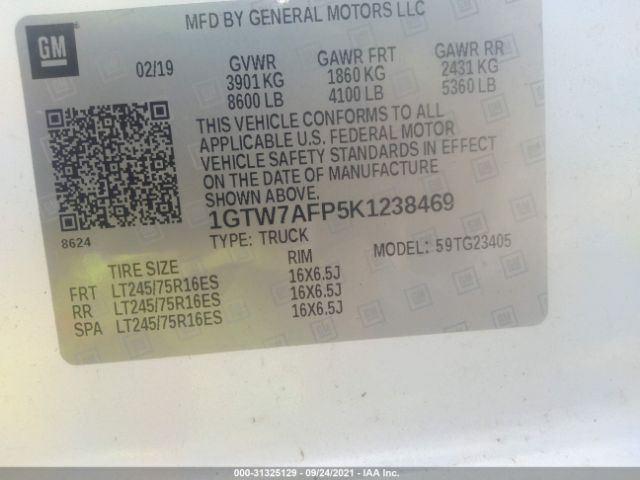 MFD BY GENERAL MOTORS LLC
GM
02/19
GVWR
3901 KG
8600 LB
GAWR FRT
1860 KG
4100 LB
GAWR RR
2431 KG
5360 LB
THIS VEHICLE CONFORMS TO ALL
APPLICABLE U.S. FEDERAL MOTOR
VEHICLE SAFETY STANDARDS IN EFFECT
ON THE DATE OF MANUFACTURE
SHOWN ABOVE.
8624
1GTW7AFP5K1238469
TYPE: TRUCK
MODEL: 59TG23405
TIRE SIZE RIM
FRT LT245/75R16ES 16X6.5J
RR LT245/75R16ES 16X6.5J
SPA LT245/75R16ES 16X6.5J
000-31325129 - 09/24/2021 - IAAI.com